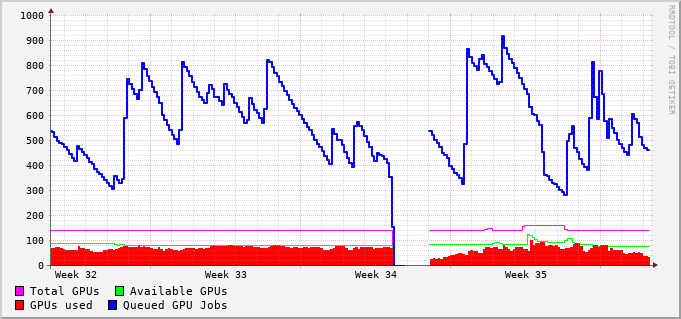 1000
900
800
700
600
500
400
300
200
100
0
Week 32 Week 33 Week 34 Week 35
Total GPUs Available GPUs
GPUs used Queued GPU Jobs
RRDTOOL / TOBI OETIKER